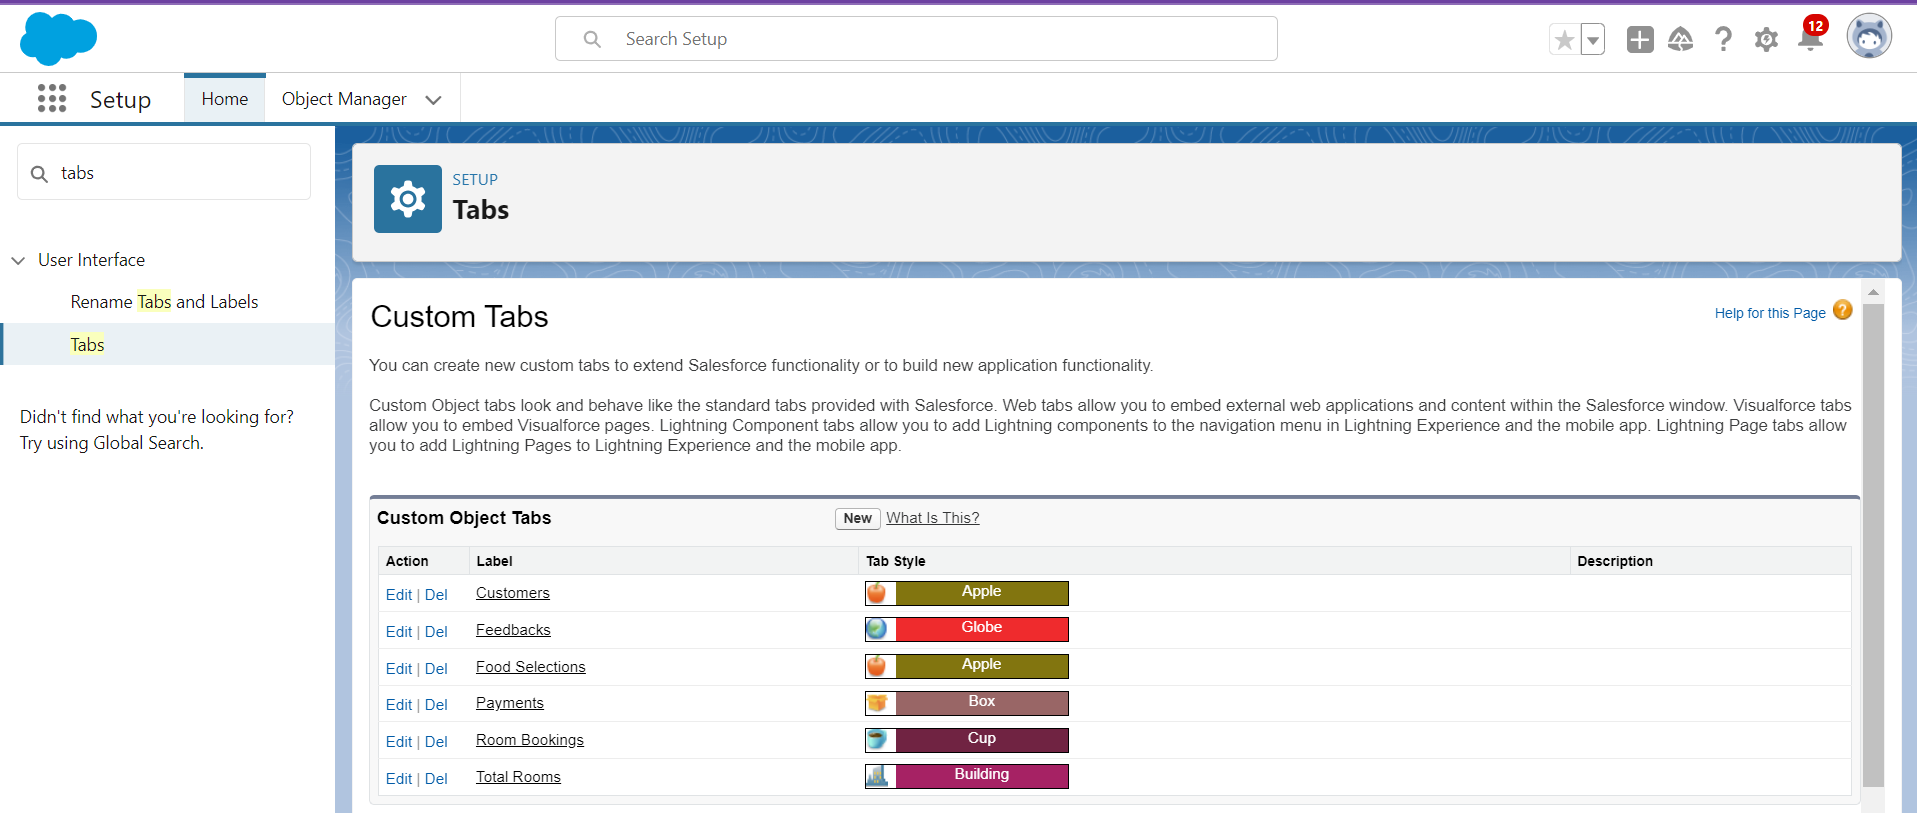 Search Setup
12
Setup
Home
Object Manager
tabs
User Interface
Rename Tabs and Labels
Tabs
Didn't find what you're looking for?
Try using Global Search.
SETUP
Tabs
Custom Tabs
Help for this Page ?
You can create new custom tabs to extend Salesforce functionality or to build new application functionality.
Custom Object tabs look and behave like the standard tabs provided with Salesforce. Web tabs allow you to embed external web applications and content within the Salesforce window. Visualforce tabs
allow you to embed Visualforce pages. Lightning Component tabs allow you to add Lightning components to the navigation menu in Lightning Experience and the mobile app. Lightning Page tabs allow
you to add Lightning Pages to Lightning Experience and the mobile app.
Custom Object Tabs New What Is This?
Action Label Tab Style Description
Edit | Del Customers Apple
Edit | Del Feedbacks Globe
Edit | Del Food Selections Apple
Edit | Del Payments Box
Edit | Del Room Bookings Cup
Edit | Del Total Rooms Building